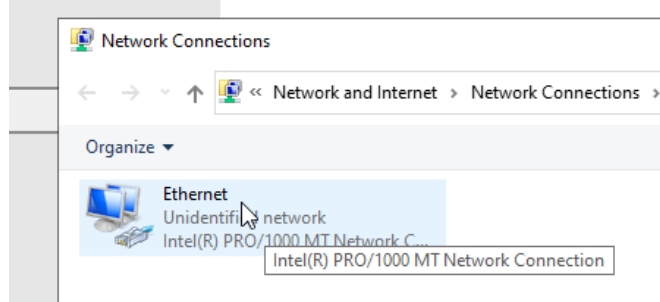 Network Connections
« Network and Internet > Network Connections >
Organize
Ethernet
Unidentified network
Intel(R) PRO/1000 MT Network C...
Intel(R) PRO/1000 MT Network Connection